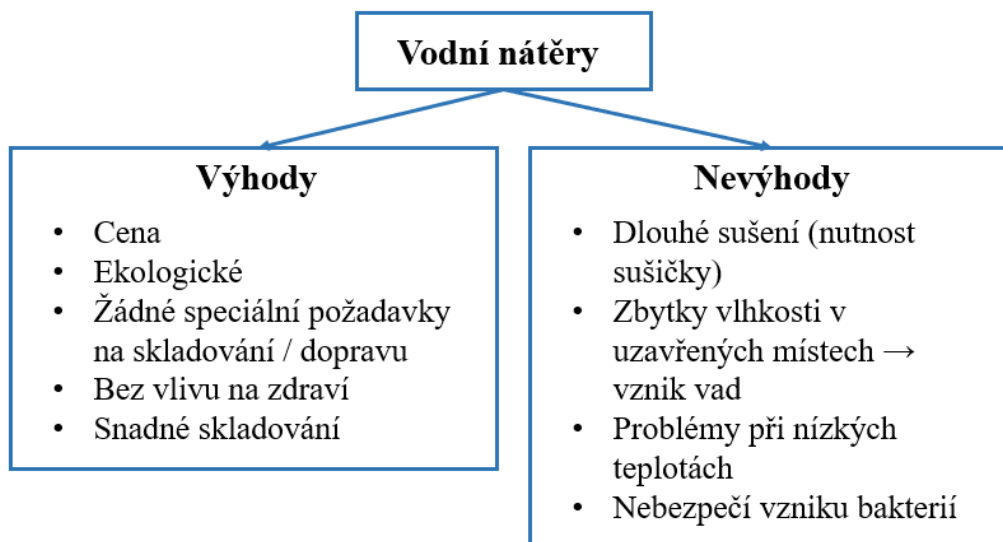 Vodní nátěry
Výhody
• Cena
• Ekologické
• Žádné speciální požadavky
na skladování / dopravu
• Bez vlivu na zdraví
• Snadné skladování
Nevýhody
• Dlouhé sušení (nutnost
sušičky)
• Zbytky vlhkosti v
uzavřených místech →
vznik vad
• Problémy při nízkých
teplotách
• Nebezpečí vzniku bakterií